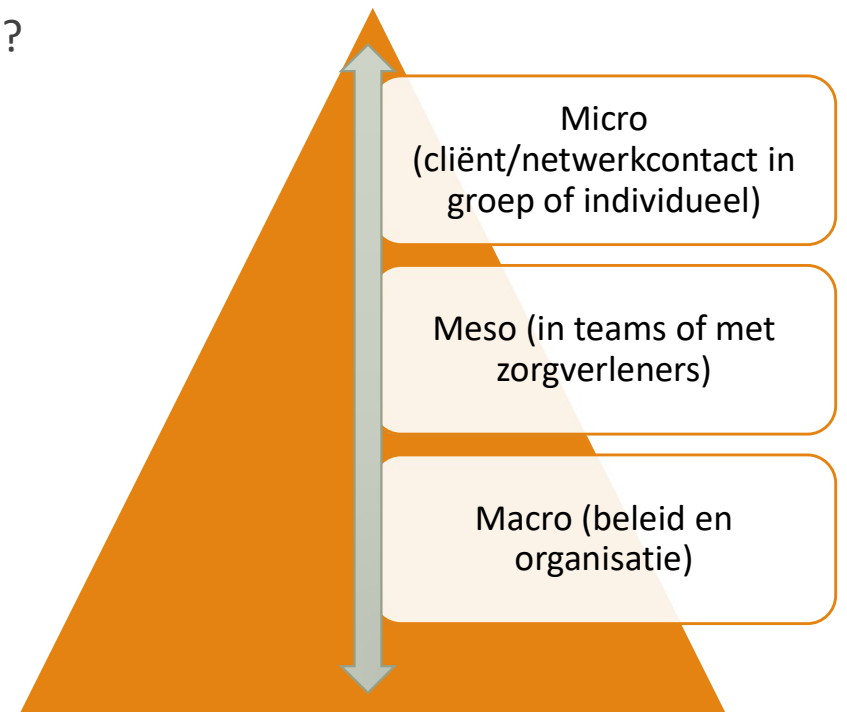 ?
Micro
(cliënt/netwerkcontact in
groep of individueel)
Meso (in teams of met
zorgverleners)
Macro (beleid en
organisatie)